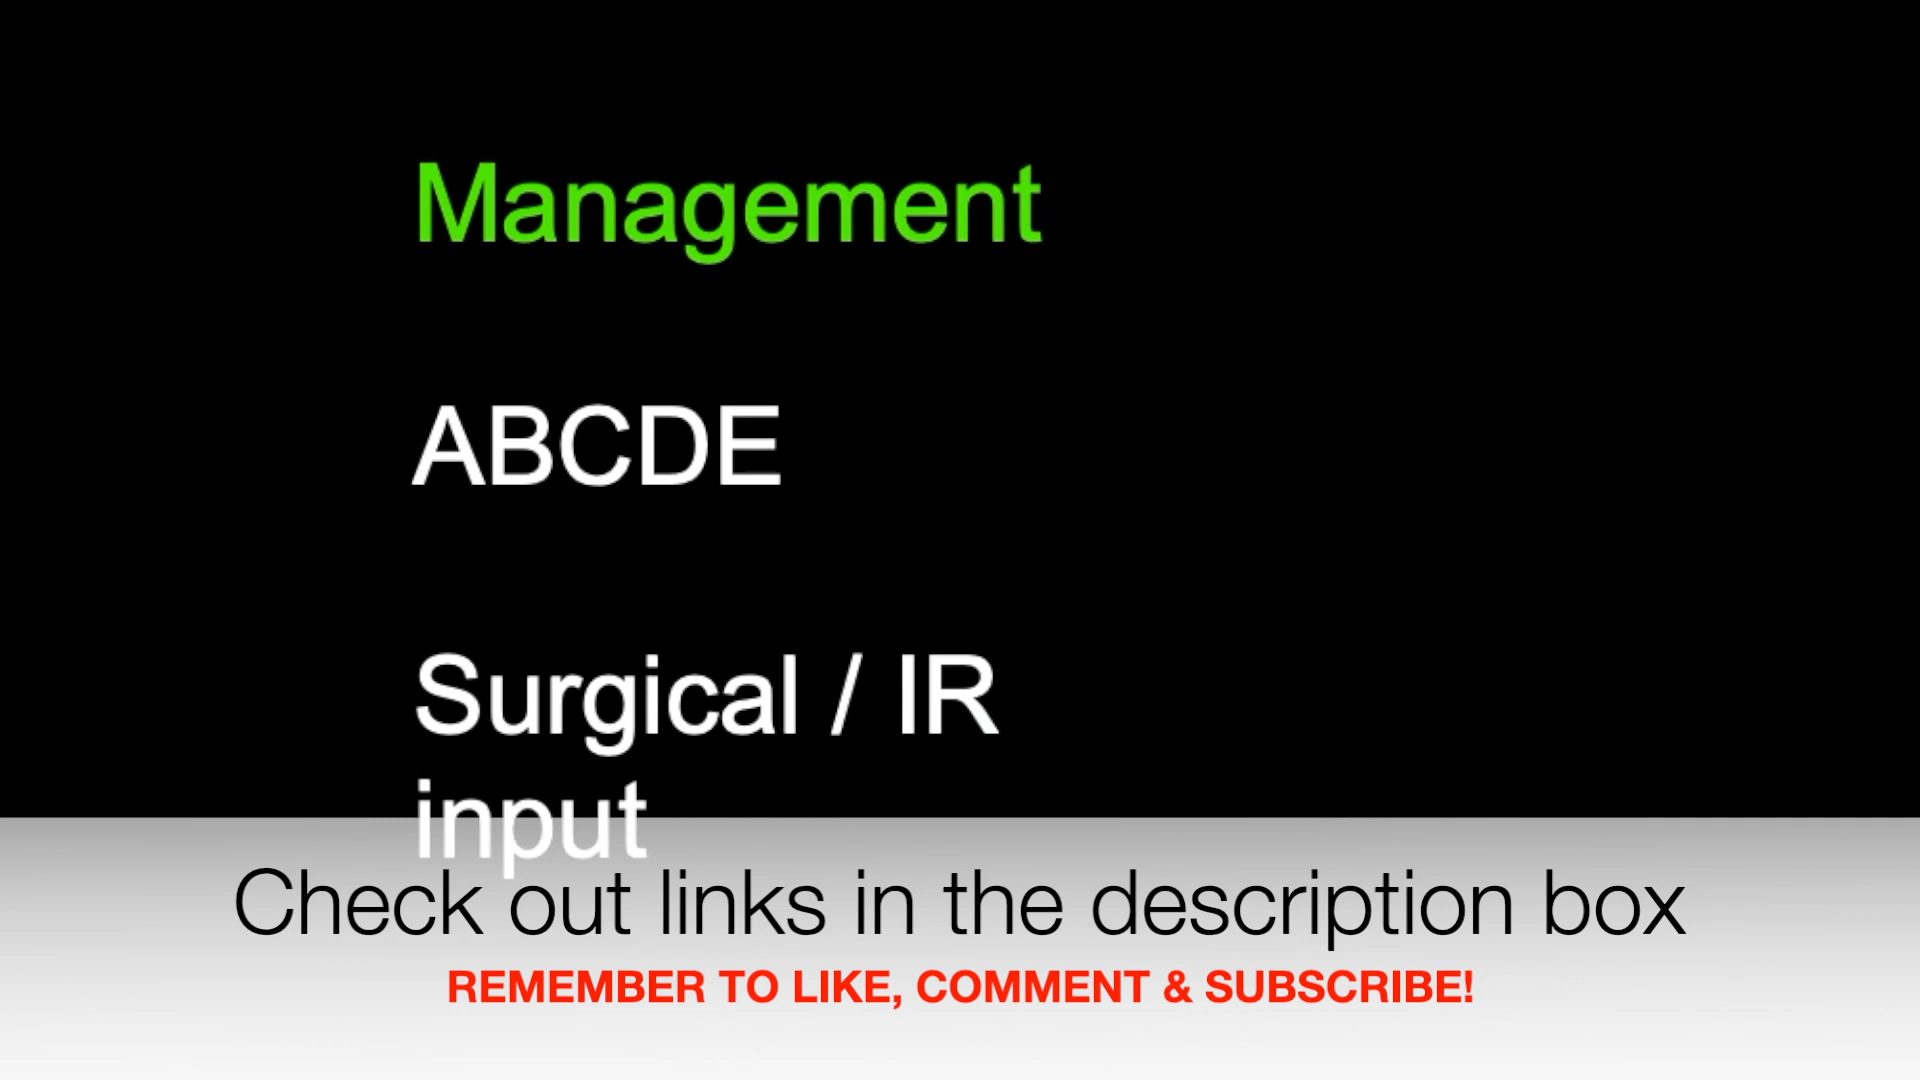 Management
ABCDE
Surgical / IR
input
Check out links in the description box
REMEMBER TO LIKE, COMMENT & SUBSCRIBE!